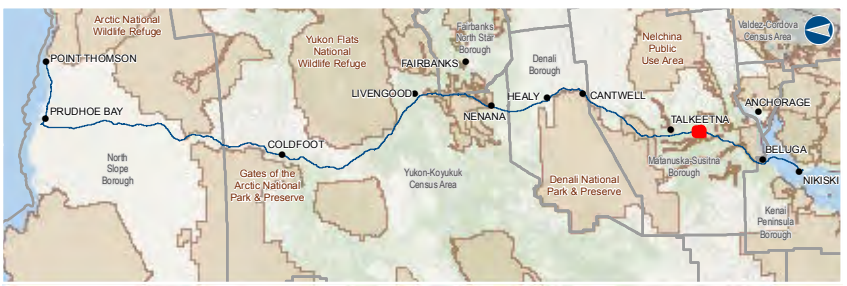 Arctic National
Wildlife Refuge
POINT THOMSON
PRUDHOE BAY
North
Slope
Borough
COLDFOOT
Gates of the
Arctic National
Park & Preserve
Yukon Flats
National
Wildlife Refuge
LIVENGOOD
FAIRBANKS
Fairbanks
North Star
Borough
NENANA
Yukon-Koyukuk
Census Area
Denali
Borough
HEALY
CANTWELL
Denali National
Park & Preserve
Nelchina
Public
Use Area
TALKEETNA
Matanuska-Susitna
Borough
Valdez-Cordova
Census Area
ANCHORAGE
BELUGA
NIKISKI
Kenai
Peninsula
Borough